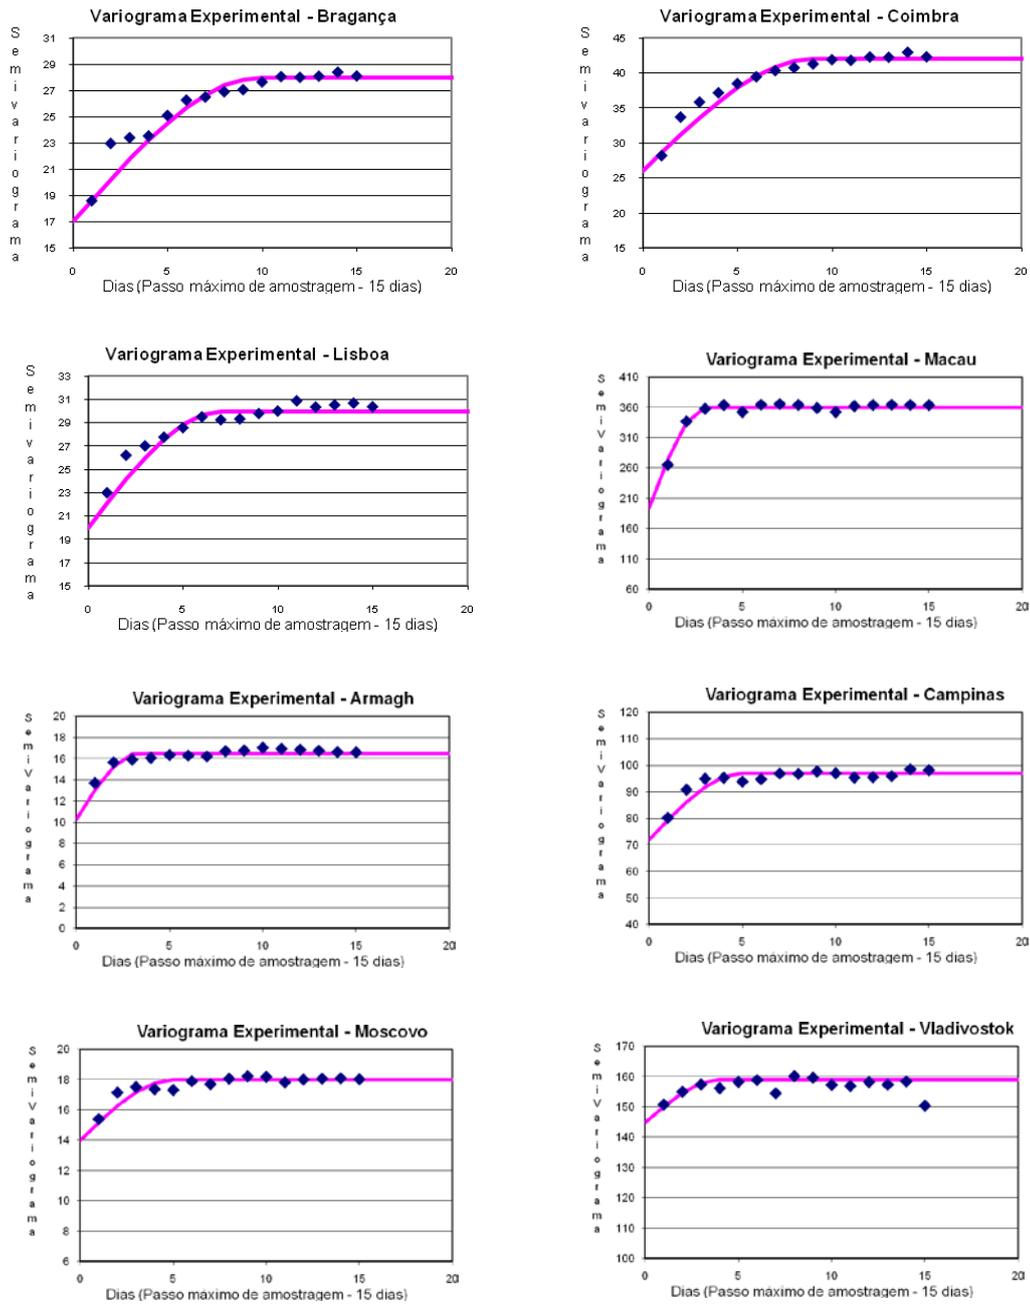 Variograma Experimental - Bragança
Semivariograma
31
29
27
25
23
21
19
17
15
0 5 10 15 20
Dias (Passo máximo de amostragem - 15 dias)
Variograma Experimental - Coimbra
Semivariograma
45
40
35
30
25
20
15
0 5 10 15 20
Dias (Passo máximo de amostragem - 15 dias)
Variograma Experimental - Lisboa
Semivariograma
33
31
29
27
25
23
21
19
17
15
0 5 10 15 20
Dias (Passo máximo de amostragem - 15 dias)
Variograma Experimental - Macau
SemiVariograma
410
360
310
260
210
160
110
60
0 5 10 15 20
Dias (Passo máximo de amostragem - 15 dias)
Variograma Experimental - Armagh
SemiVariograma
20
18
16
14
12
10
8
6
4
2
0
0 5 10 15 20
Dias (Passo máximo de amostragem - 15 dias)
Variograma Experimental - Campinas
SemiVariograma
120
110
100
90
80
70
60
50
40
0 5 10 15 20
Dias (Passo máximo de amostragem - 15 dias)
Variograma Experimental - Moscovo
SemiVariograma
20
18
16
14
12
10
8
6
0 5 10 15 20
Dias (Passo máximo de amostragem - 15 dias)
Variograma Experimental - Vladivostok
SemiVariograma
170
160
150
140
130
120
110
100
0 5 10 15 20
Dias (Passo máximo de amostragem - 15 dias)